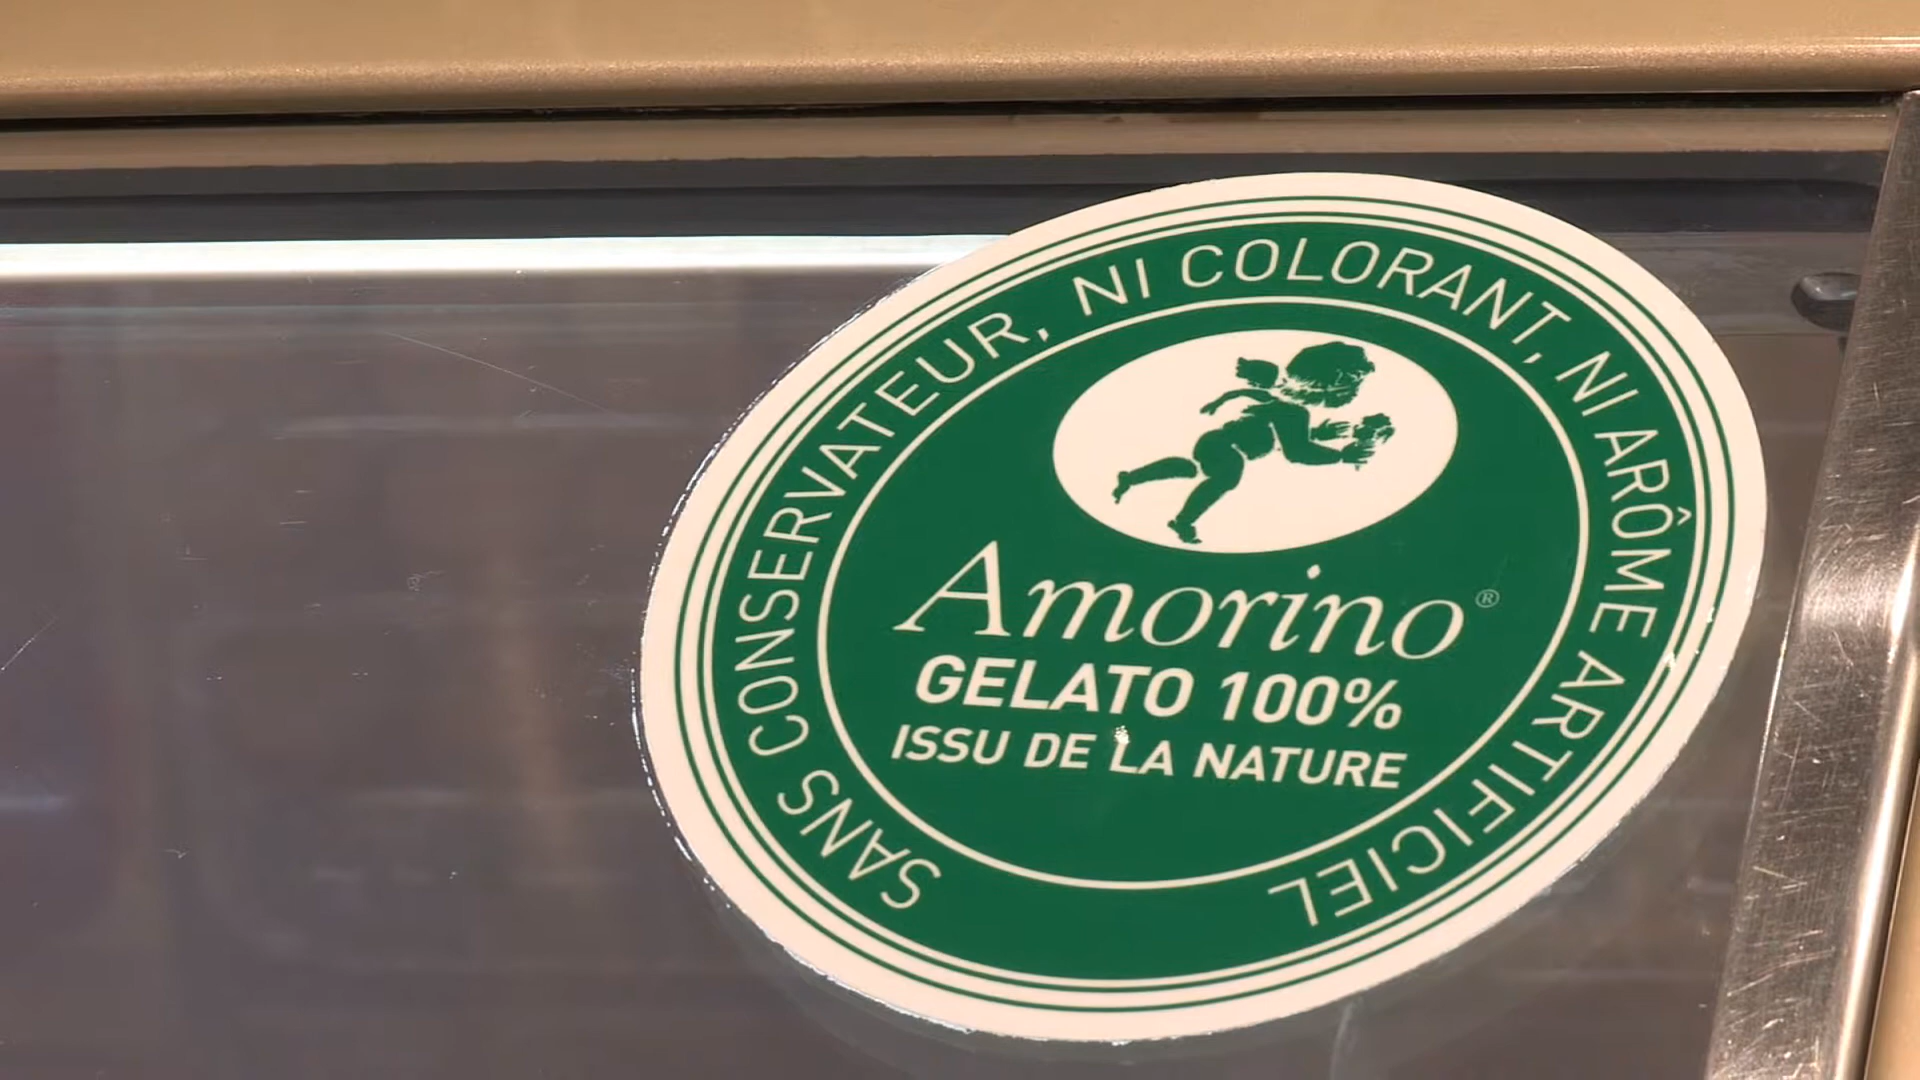 SANS CONSERVATEUR, NI COLORANT, NI ARÔME ARTIFICIEL
Amorino®
GELATO 100%
ISSU DE LA NATURE